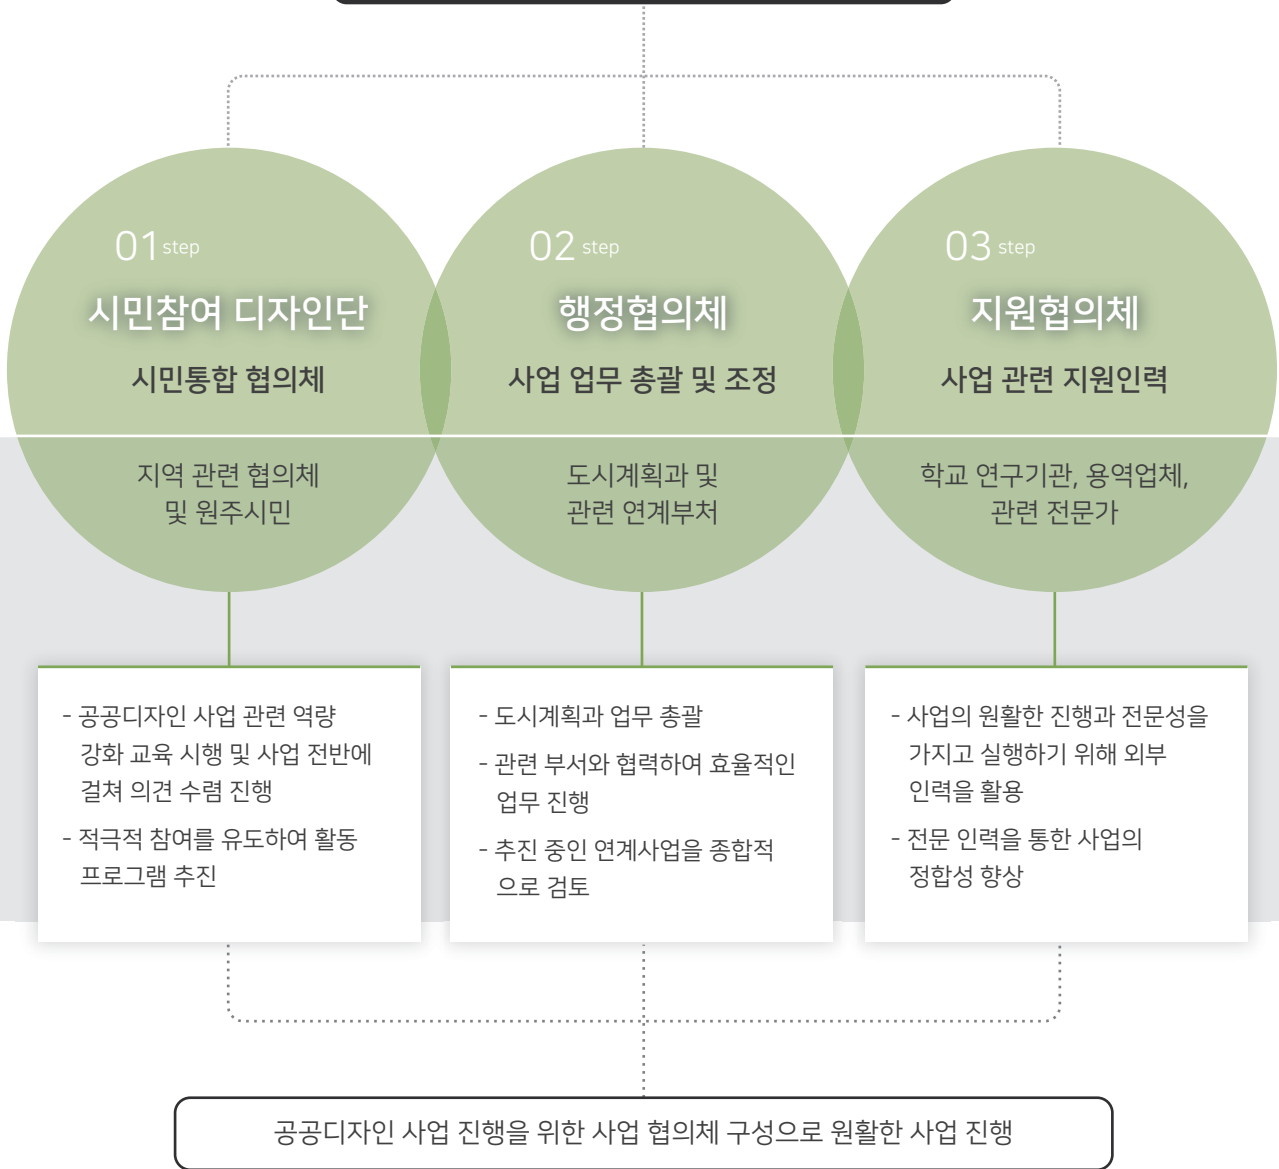 01 step
시민참여 디자인단
시민통합 협의체
지역 관련 협의체
및 원주시민
02 step
행정협의체
사업 업무 총괄 및 조정
도시계획과 및
관련 연계부처
03 step
지원협의체
사업 관련 지원인력
학교 연구기관, 용역업체,
관련 전문가
- 공공디자인 사업 관련 역량
강화 교육 시행 및 사업 전반에
걸쳐 의견 수렴 진행
- 적극적 참여를 유도하여 활동
프로그램 추진
- 도시계획과 업무 총괄
- 관련 부서와 협력하여 효율적인
업무 진행
- 추진 중인 연계사업을 종합적
으로 검토
- 사업의 원활한 진행과 전문성을
가지고 실행하기 위해 외부
인력을 활용
- 전문 인력을 통한 사업의
정합성 향상
공공디자인 사업 진행을 위한 사업 협의체 구성으로 원활한 사업 진행